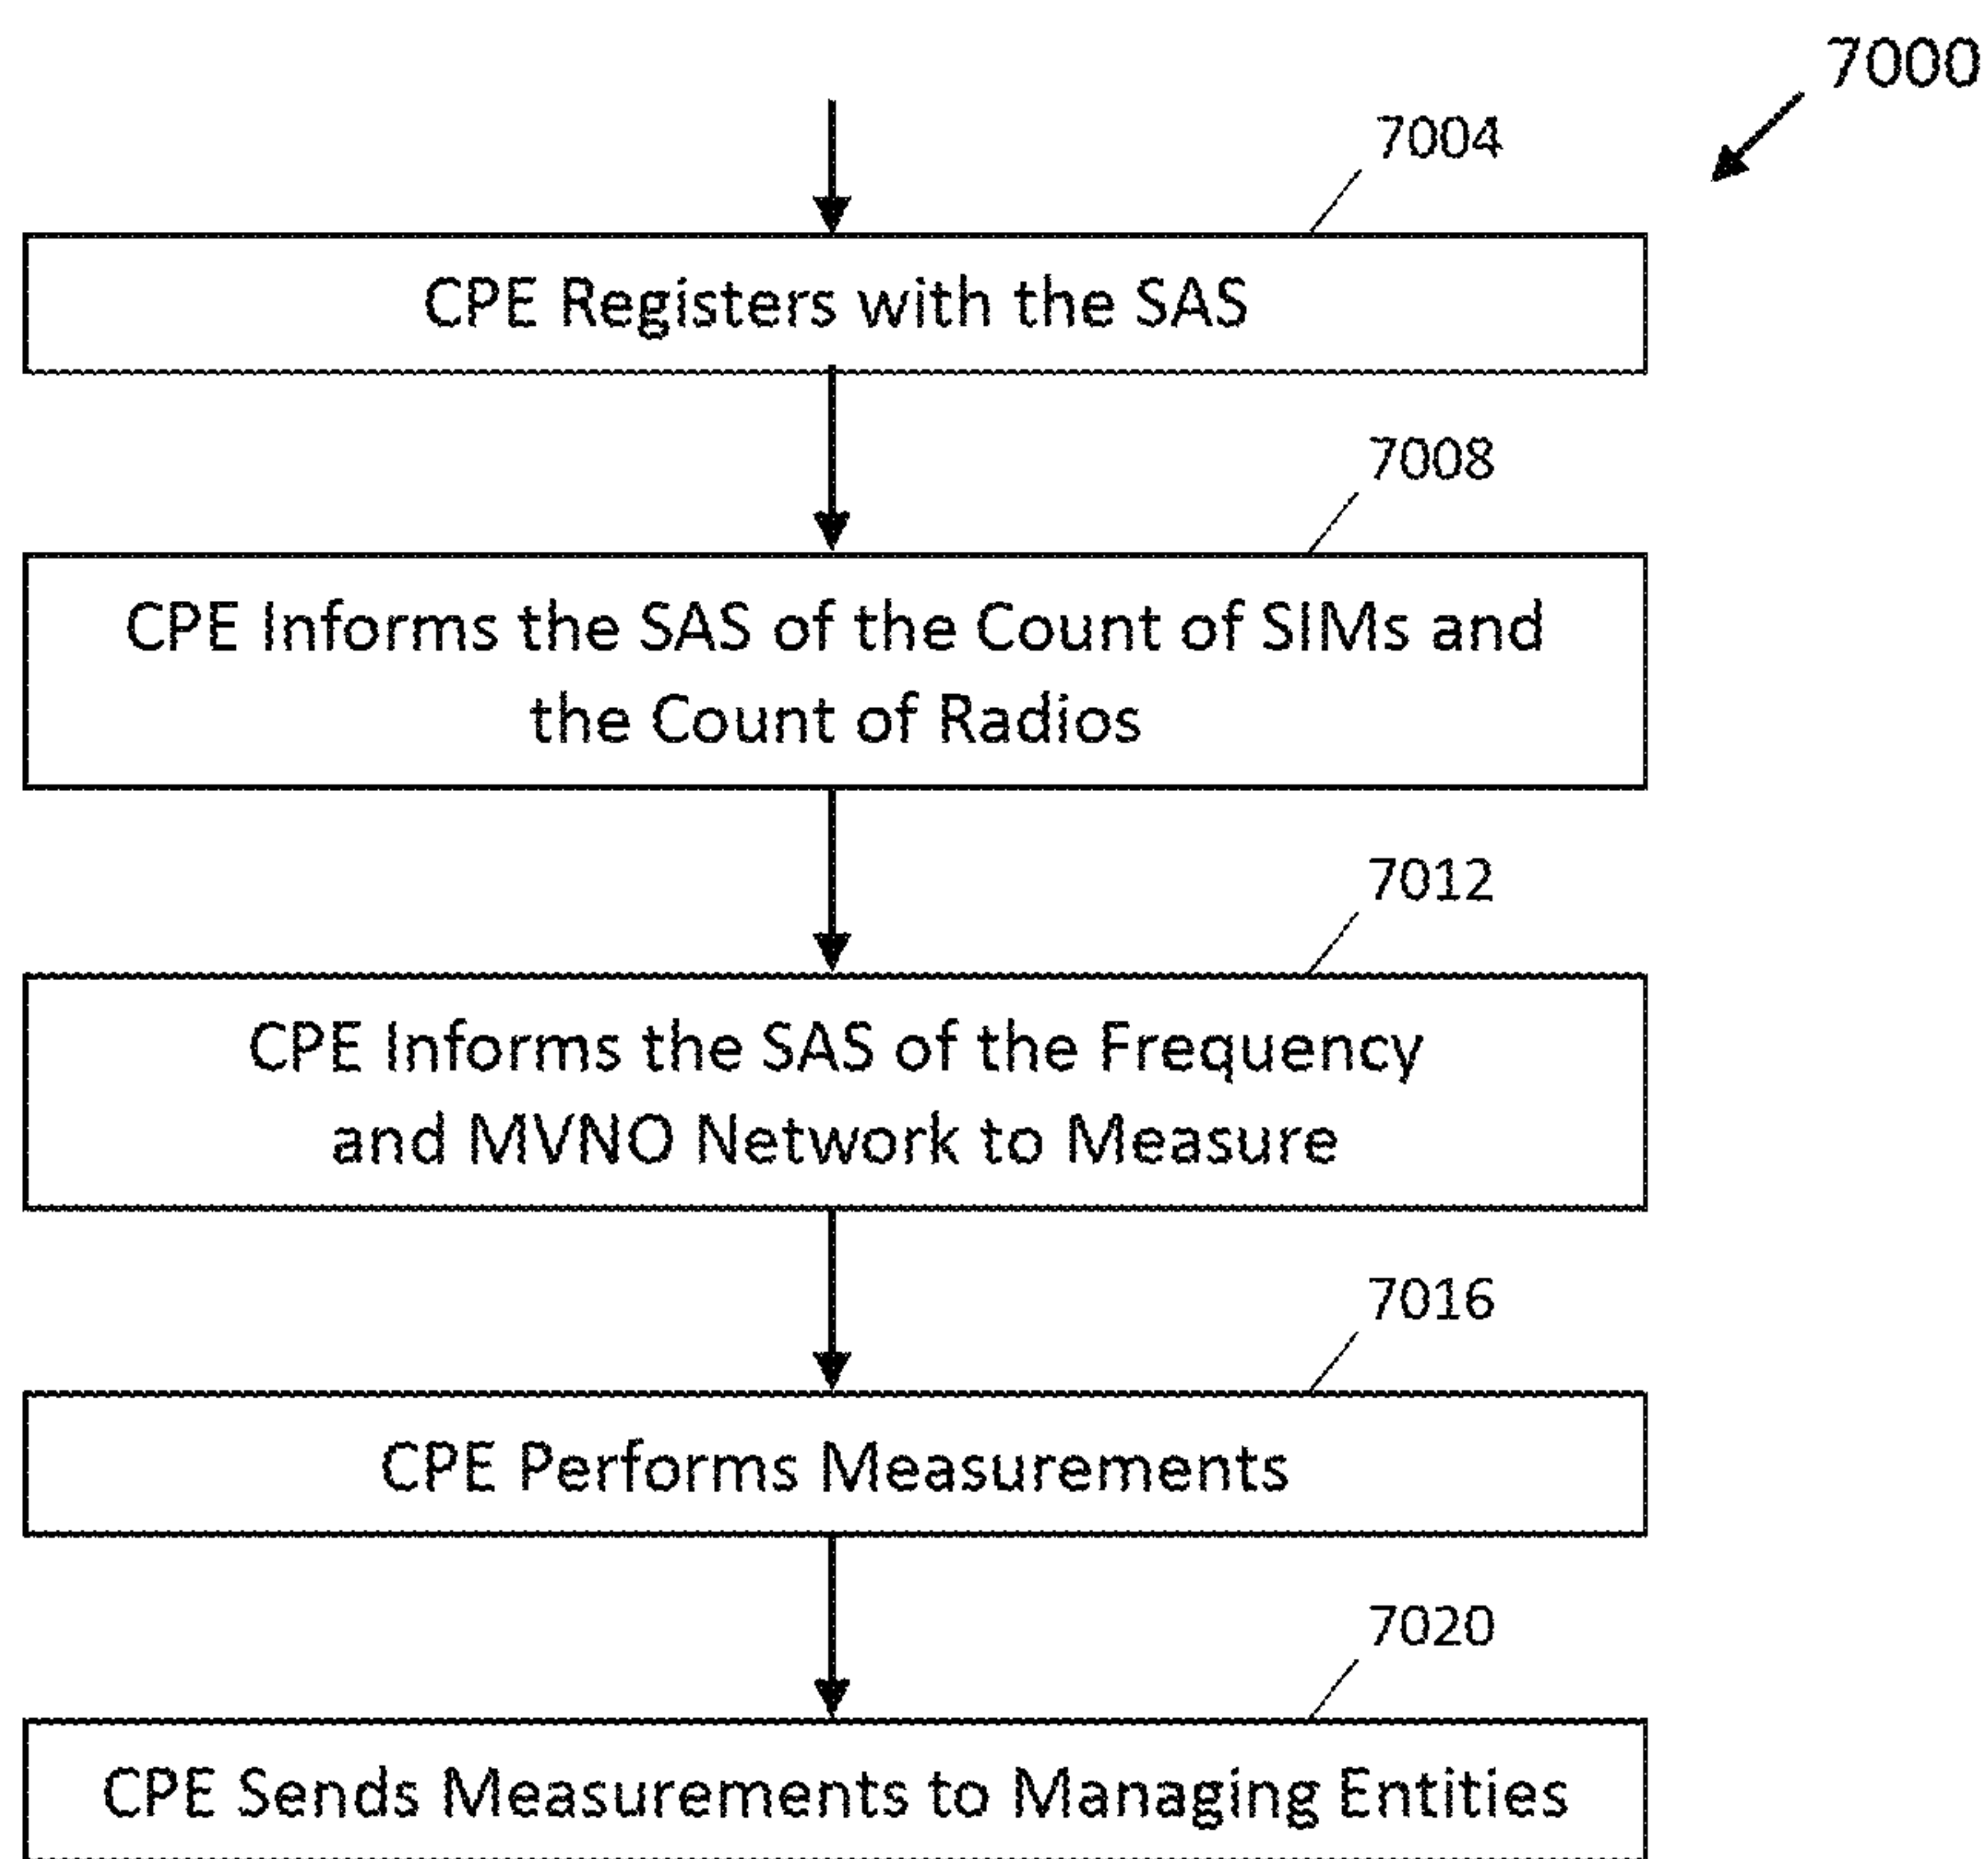 7000
7004
CPE Registers with the SAS
7008
CPE Informs the SAS of the Count of SIMs and
the Count of Radios
7012
CPE Informs the SAS of the Frequency
and MVNO Network to Measure
7016
CPE Performs Measurements
7020
CPE Sends Measurements to Managing Entities